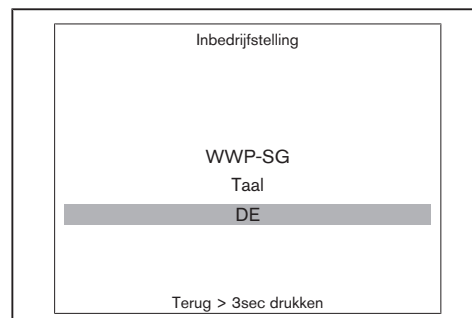 Inbedrijfstelling
WWP-SG
Taal
DE
Terug > 3sec drukken